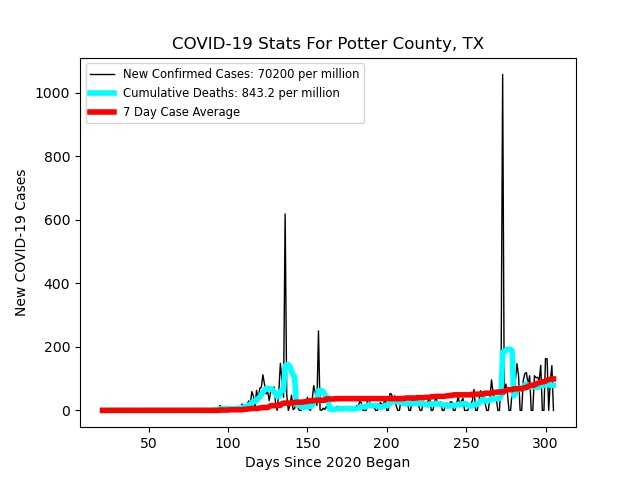 COVID-19 Stats For Potter County, TX
New Confirmed Cases: 70200 per million
Cumulative Deaths: 843.2 per million
7 Day Case Average
New COVID-19 Cases
1000
800
600
400
200
0
50 100 150 200 250 300
Days Since 2020 Began